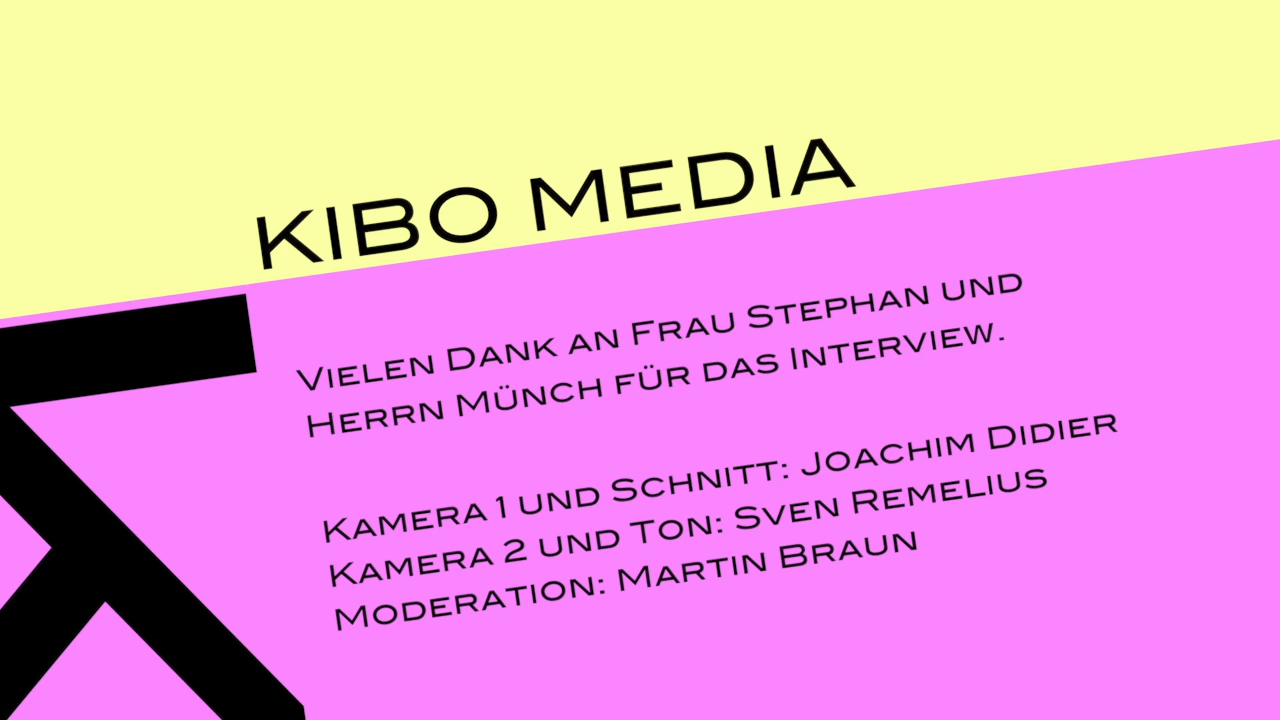 KIBO MEDIA
Vielen Dank an Frau Stephan und
Herrn Münch für das Interview.
Kamera 1 und Schnitt: Joachim Didier
Kamera 2 und Ton: Sven Remelius
Moderation: Martin Braun